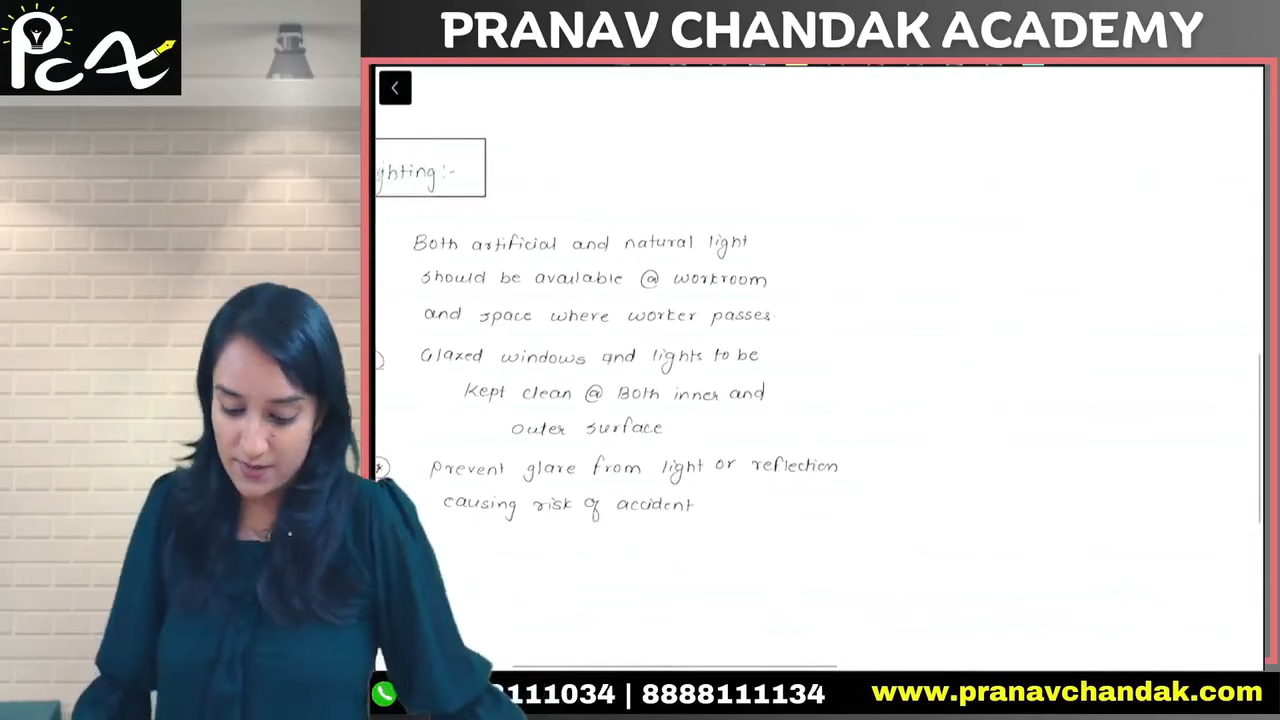 PCA
PRANAV CHANDAK ACADEMY
ghting :-
Both artificial and natural light
should be available @ workroom
and space where worker passes.
Glazed windows and lights to be
kept clean @ Both inner and
outer surface
prevent glare from light or reflection
causing risk of accident
111034 | 8888111134
www.pranavchandak.com